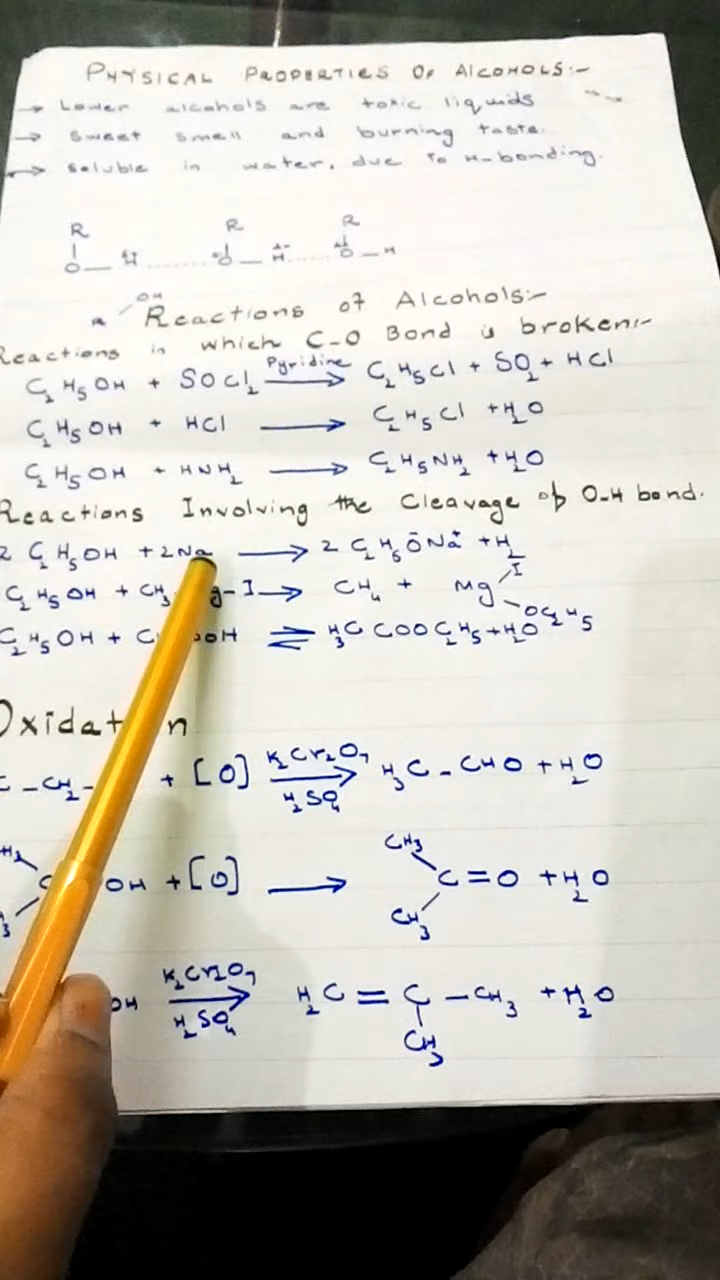 PHYSICAL PROPERTIES OF ALCOHOLS:-
→ Lower alcohols are toxic liquids
→ Sweet smell and burning taste.
→ Soluble in water, due to H-bonding.
R R R
O — H ...... O — H ...... O — H
OH
Reactions of Alcohols:-
Reactions in which C-O Bond is broken:-
C₂H₅OH + SOCl₂ Pyridine → C₂H₅Cl + SO₂ + HCl
C₂H₅OH + HCl → C₂H₅Cl + H₂O
C₂H₅OH + HNH₂ → C₂H₅NH₂ + H₂O
Reactions Involving the Cleavage of O-H bond.
2 C₂H₅OH + 2Na → 2 C₂H₅O⁻Na⁺ + H₂
C₂H₅OH + CH₃ g-I → CH₄ + Mg I OC₂H₅
C₂H₅OH + C OOH ⇌ H₃C COOC₂H₅ + H₂O
C -CH₂- + [O] K₂Cr₂O₇ H₂SO₄ → H₃C - CHO + H₂O
OH + [O] → CH₃ CH₃ C=O + H₂O
OH K₂Cr2O₇ H₂SO₄ → H₂C = C - CH₃ CH₃ + H₂O